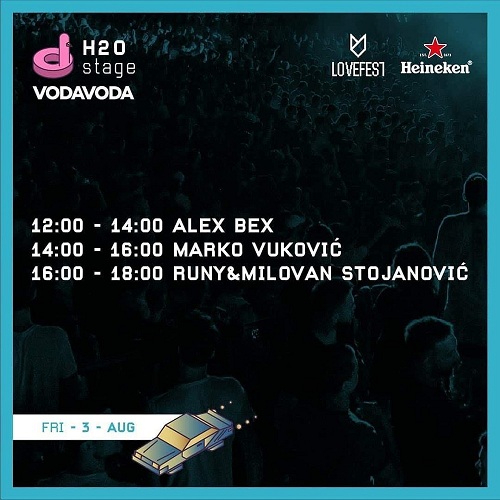 H2O
stage
VODAVODA
LOVEFEST
Heineken®
12:00 - 14:00 ALEX BEX
14:00 - 16:00 MARKO VUKOVIĆ
16:00 - 18:00 RUNY&MILOVAN STOJANOVIĆ
FRI - 3 - AUG